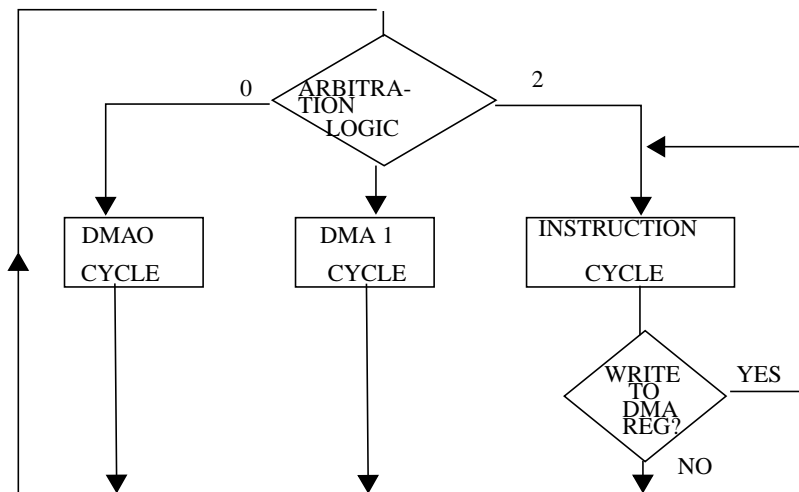 0
ARBITRA-
TION
LOGIC
2
DMAO
CYCLE
DMA 1
CYCLE
INSTRUCTION
CYCLE
WRITE
TO
DMA
REG?
YES
NO